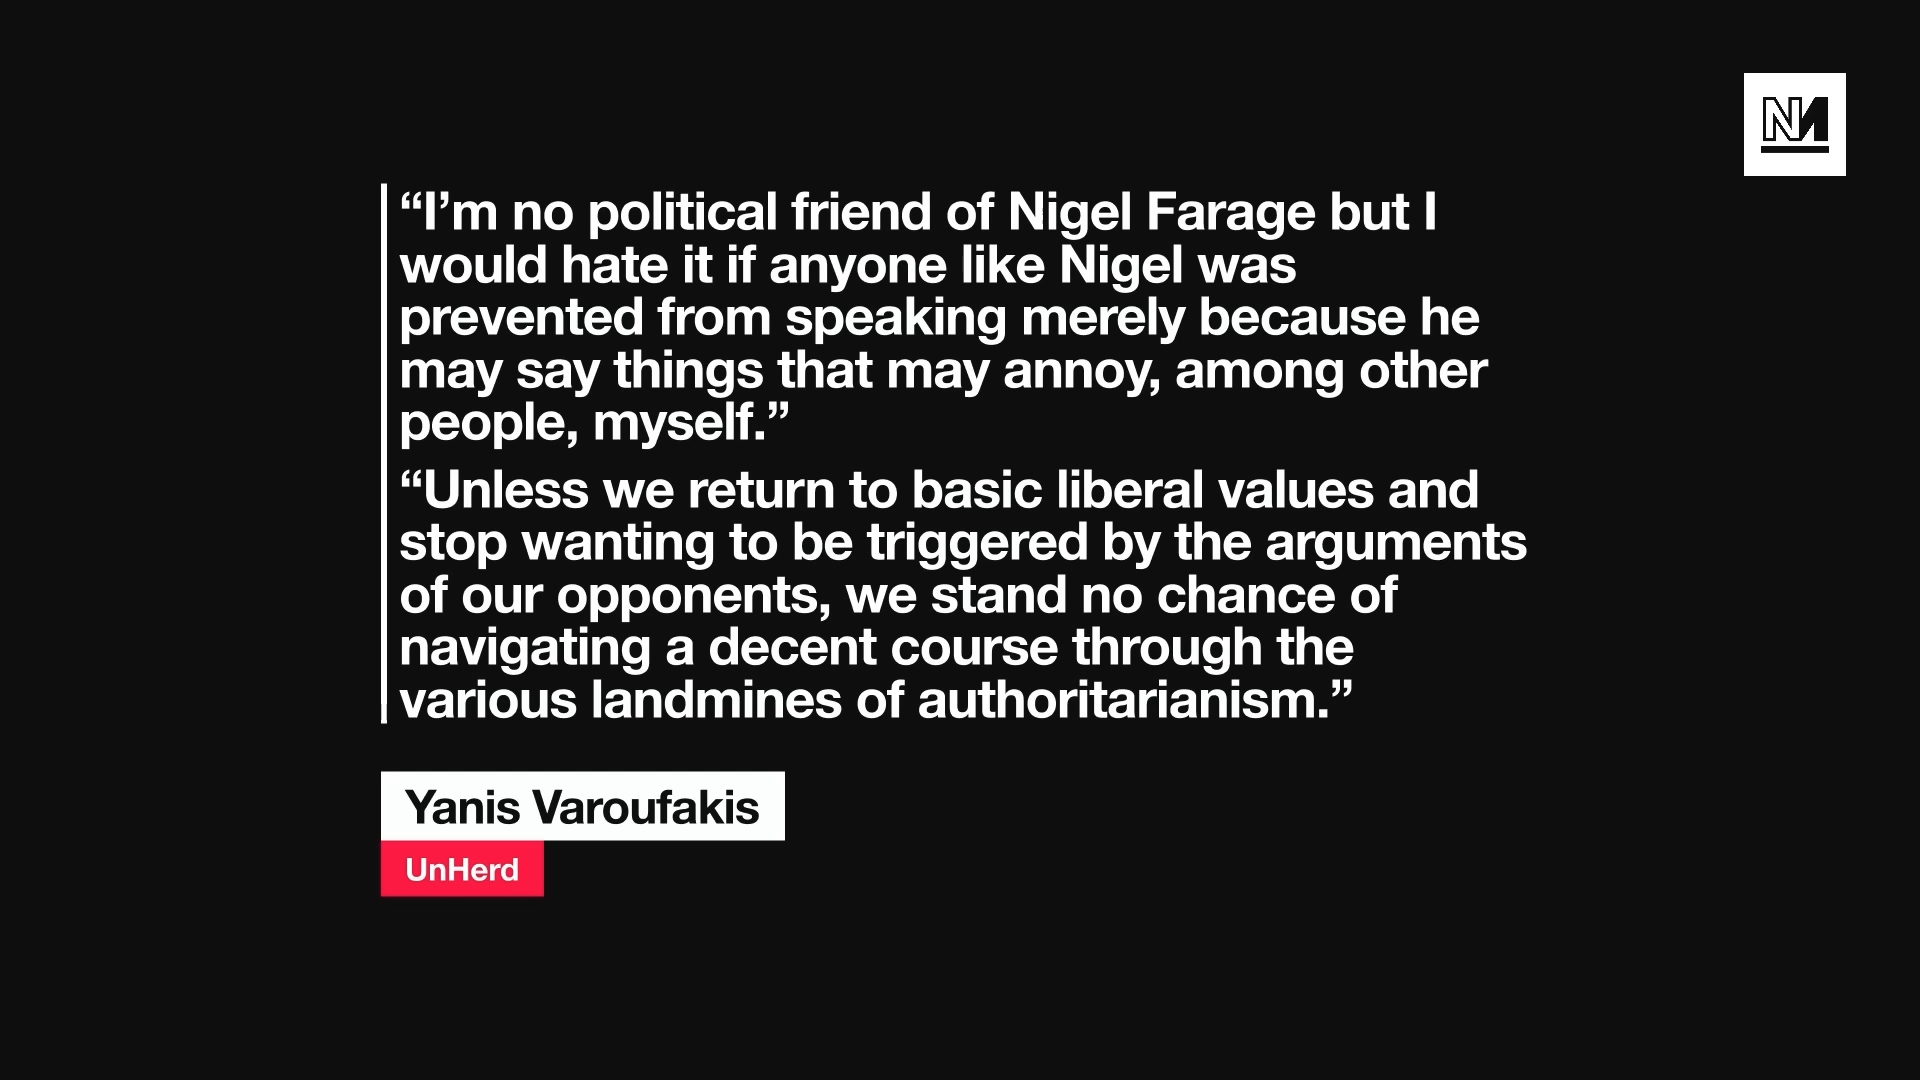 NM
“I’m no political friend of Nigel Farage but I
would hate it if anyone like Nigel was
prevented from speaking merely because he
may say things that may annoy, among other
people, myself.”
“Unless we return to basic liberal values and
stop wanting to be triggered by the arguments
of our opponents, we stand no chance of
navigating a decent course through the
various landmines of authoritarianism.”
Yanis Varoufakis
UnHerd